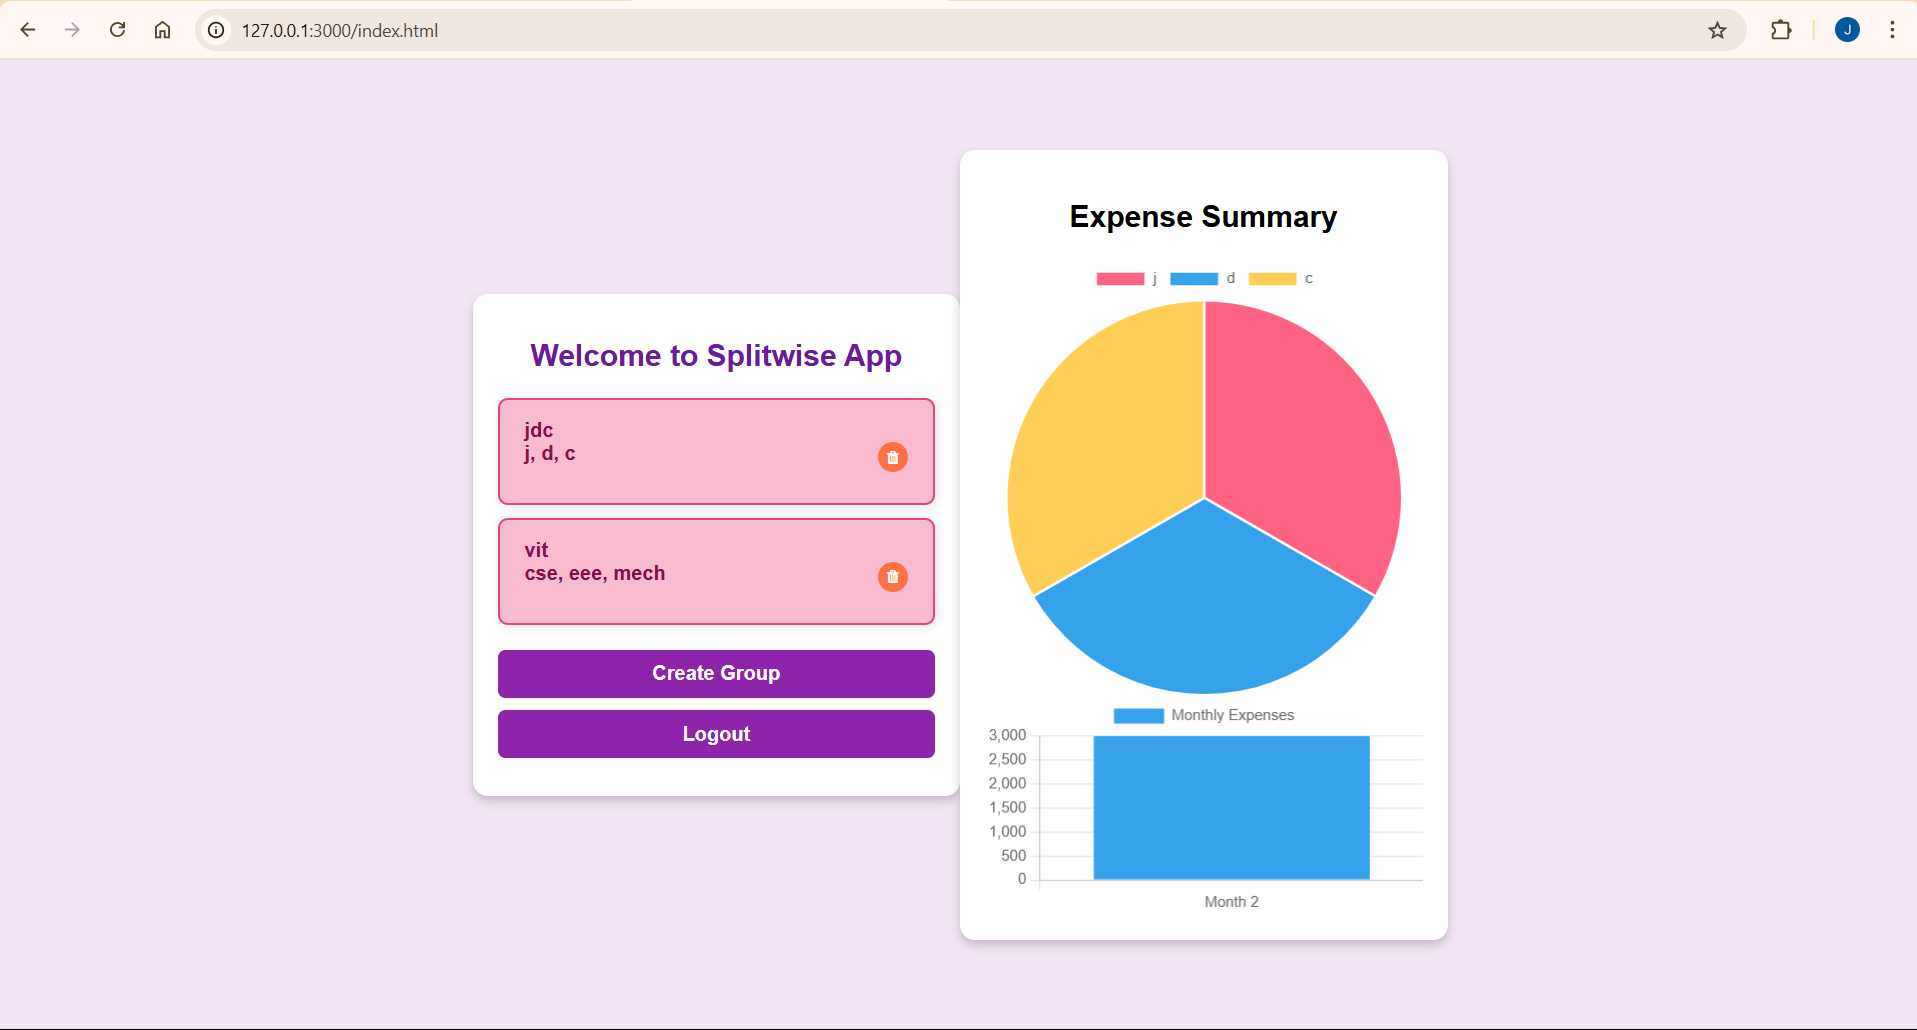 127.0.0.1:3000/index.html
J
Welcome to Splitwise App
jdc
j, d, c
vit
cse, eee, mech
Create Group
Logout
Expense Summary
j d c
Monthly Expenses
3,000
2,500
2,000
1,500
1,000
500
0
Month 2